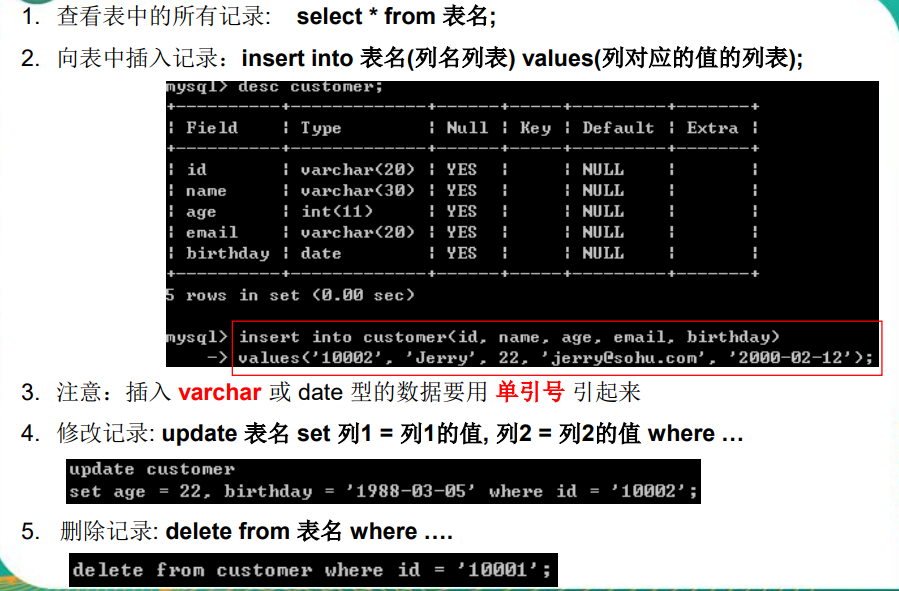 1. 查看表中的所有记录: select * from 表名;
2. 向表中插入记录：insert into 表名(列名列表) values(列对应的值的列表);
mysql> desc customer;
+-----------+-------------+------+-----+---------+-------+
| Field | Type | Null | Key | Default | Extra |
+-----------+-------------+------+-----+---------+-------+
| id | varchar(20) | YES | | NULL | |
| name | varchar(30) | YES | | NULL | |
| age | int(11) | YES | | NULL | |
| email | varchar(20) | YES | | NULL | |
| birthday | date | YES | | NULL | |
+-----------+-------------+------+-----+---------+-------+
5 rows in set (0.00 sec)
mysql> insert into customer(id, name, age, email, birthday)
-> values('10002', 'Jerry', 22, 'jerry@sohu.com', '2000-02-12');
3. 注意：插入 varchar 或 date 型的数据要用 单引号 引起来
4. 修改记录: update 表名 set 列1 = 列1的值, 列2 = 列2的值 where …
update customer
set age = 22, birthday = '1988-03-05' where id = '10002';
5. 删除记录: delete from 表名 where ….
delete from customer where id = '10001';